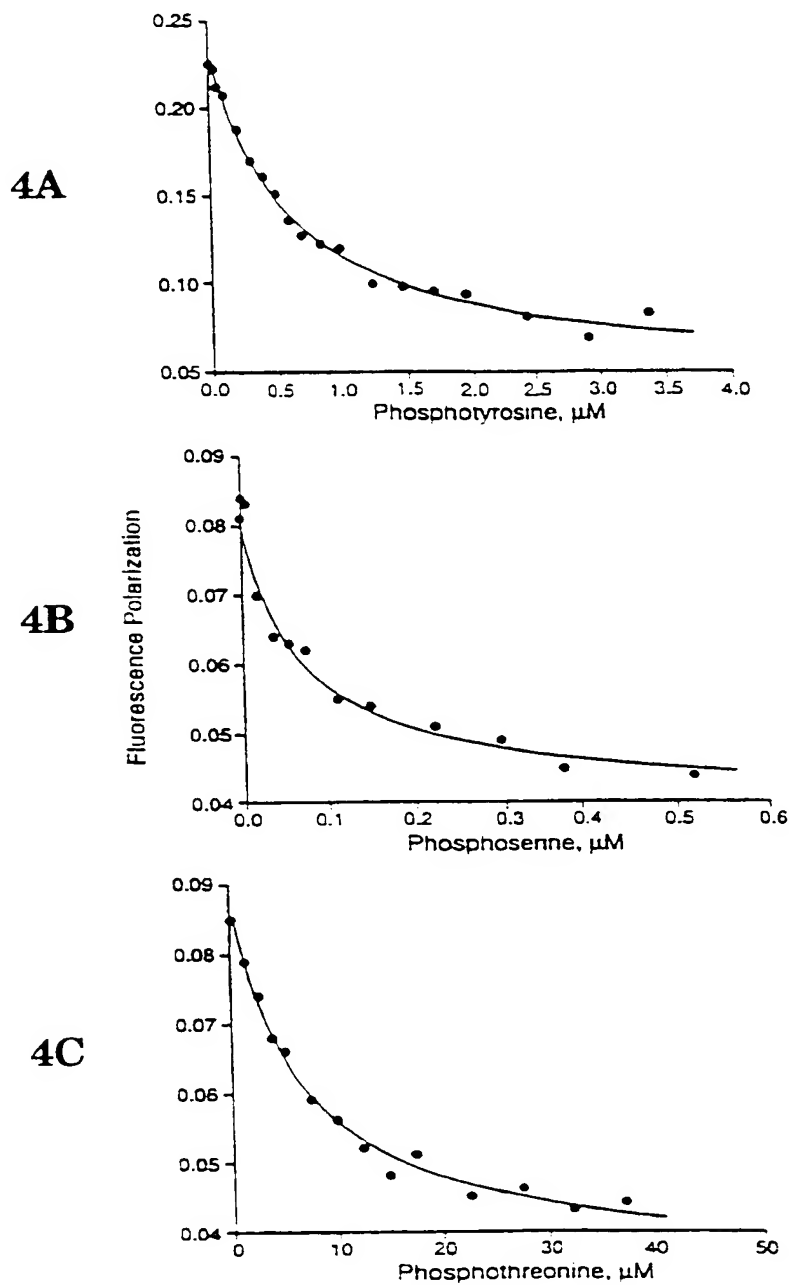 4A
0.25
0.20
0.15
0.10
0.05
0.0 0.5 1.0 1.5 2.0 2.5 3.0 3.5 4.0
Phosphotyrosine, µM
4B
Fluorescence Polarization
0.09
0.08
0.07
0.06
0.05
0.04
0.0 0.1 0.2 0.3 0.4 0.5 0.6
Phosphoserine, µM
4C
0.09
0.08
0.07
0.06
0.05
0.04
0 10 20 30 40 50
Phosphothreonine, µM